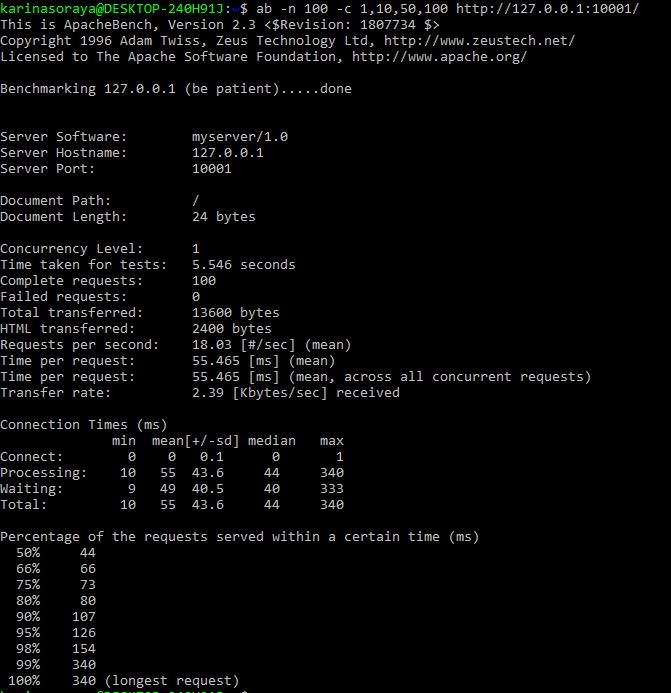 karinasoraya@DESKTOP-240H91J:~$ ab -n 100 -c 1,10,50,100 http://127.0.0.1:10001/
This is ApacheBench, Version 2.3 <$Revision: 1807734 $>
Copyright 1996 Adam Twiss, Zeus Technology Ltd, http://www.zeustech.net/
Licensed to The Apache Software Foundation, http://www.apache.org/

Benchmarking 127.0.0.1 (be patient).....done

Server Software:        myserver/1.0
Server Hostname:        127.0.0.1
Server Port:            10001

Document Path:          /
Document Length:        24 bytes

Concurrency Level:      1
Time taken for tests:   5.546 seconds
Complete requests:      100
Failed requests:        0
Total transferred:      13600 bytes
HTML transferred:       2400 bytes
Requests per second:    18.03 [#/sec] (mean)
Time per request:       55.465 [ms] (mean)
Time per request:       55.465 [ms] (mean, across all concurrent requests)
Transfer rate:          2.39 [Kbytes/sec] received

Connection Times (ms)
              min  mean[+/-sd] median   max
Connect:        0    0   0.1      0       1
Processing:    10   55  43.6     44     340
Waiting:        9   49  40.5     40     333
Total:         10   55  43.6     44     340

Percentage of the requests served within a certain time (ms)
  50%     44
  66%     66
  75%     73
  80%     80
  90%    107
  95%    126
  98%    154
  99%    340
 100%    340 (longest request)